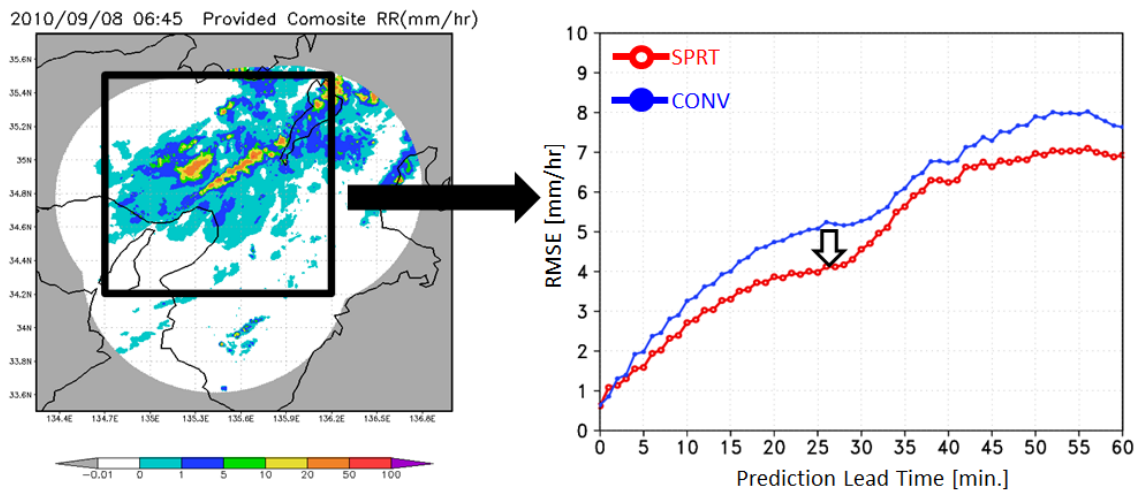 2010/09/08 06:45 Provided Comosite RR(mm/hr)
35.6N
35.4N
35.2N
35N
34.8N
34.6N
34.4N
34.2N
34N
33.8N
33.6N
134.4E 134.7E 135E 135.3E 135.6E 135.9E 136.2E 136.5E 136.8E
-0.01 0 1 5 10 20 50 100
SPRT
CONV
RMSE [mm/hr]
10
9
8
7
6
5
4
3
2
1
0
0 5 10 15 20 25 30 35 40 45 50 55 60
Prediction Lead Time [min.]